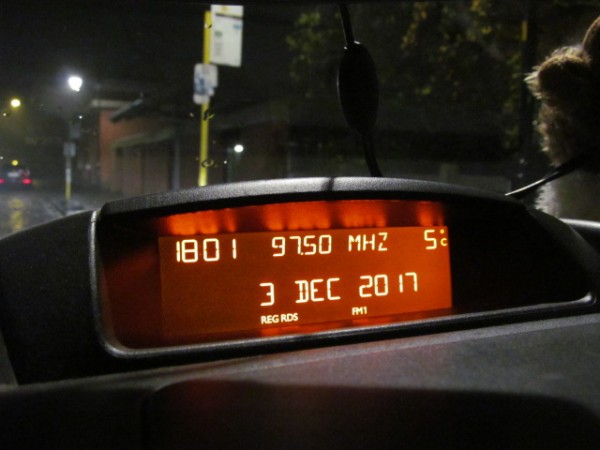 1801 97.50 MHZ 5°C
3 DEC 2017
REG RDS FM1